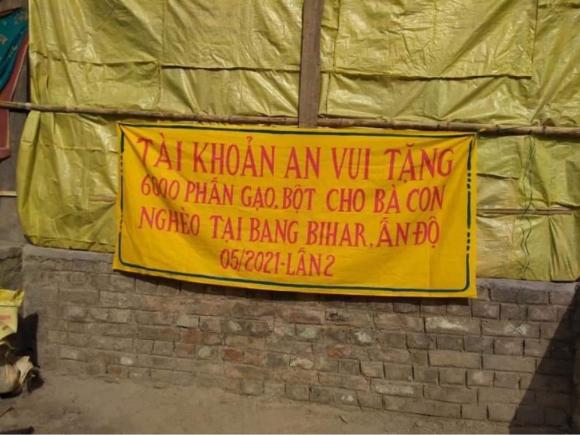 TÀI KHOẢN AN VUI TẶNG
6000 PHẦN GẠO, BỘT CHO BÀ CON
NGHÈO TẠI BANG BIHAR, ẤN ĐỘ
05/2021-LẦN 2